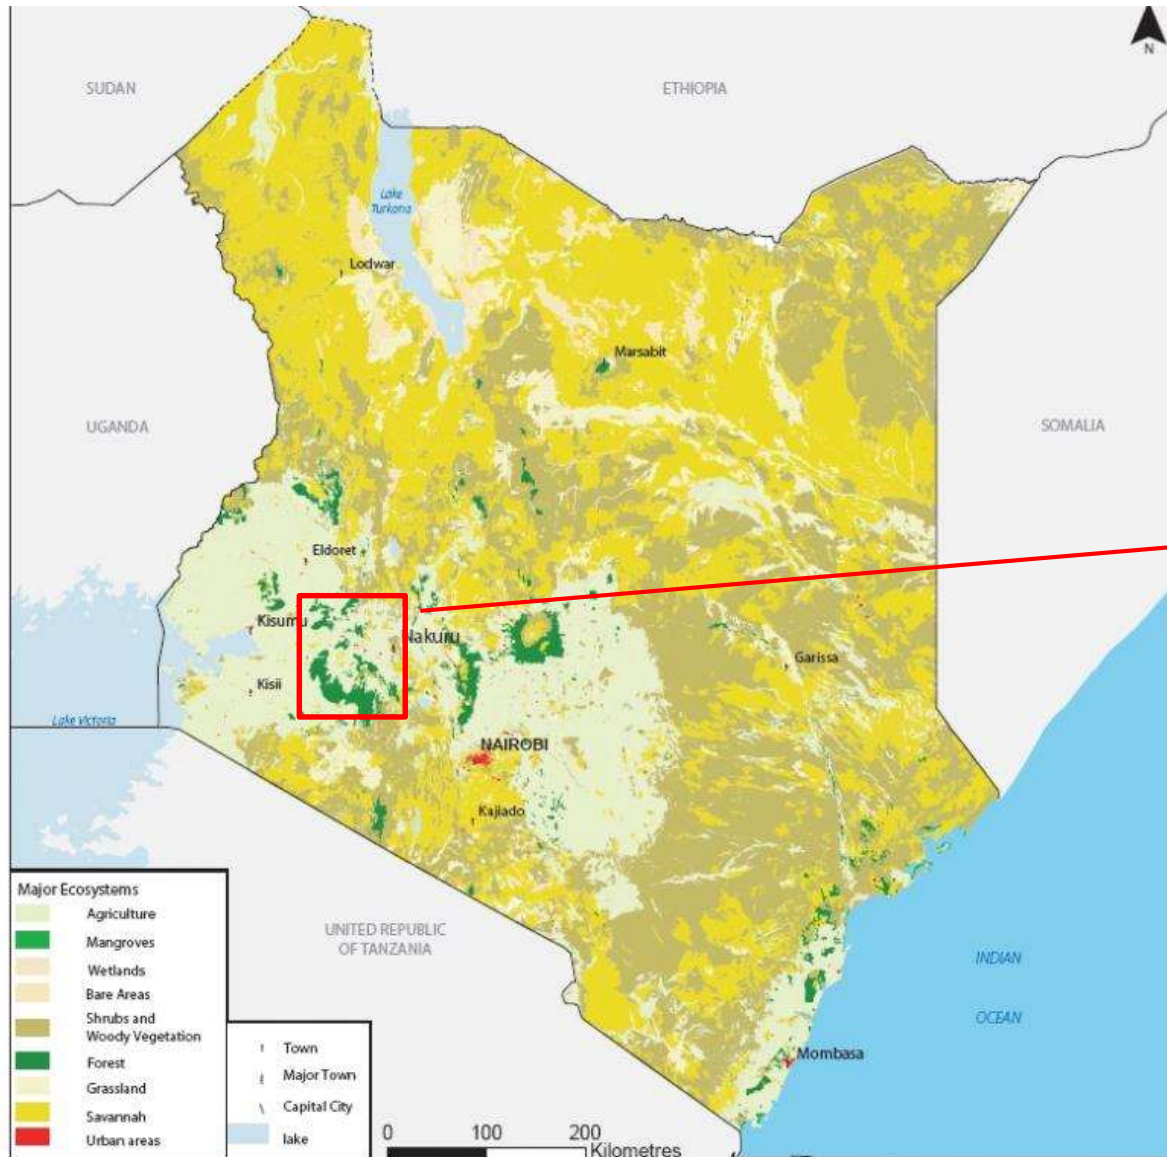 N
SUDAN
ETHIOPIA
Lake
Turkana
Lodwar
Marsabit
UGANDA
SOMALIA
Eldoret
Kisumu
Nakuru
Garissa
Kisii
Lake Victoria
NAIROBI
Kajiado
UNITED REPUBLIC
OF TANZANIA
INDIAN
OCEAN
Mombasa
Major Ecosystems
Agriculture
Mangroves
Wetlands
Bare Areas
Shrubs and
Woody Vegetation
Forest
Grassland
Savannah
Urban areas
Town
Major Town
Capital City
lake
0 100 200
Kilometres